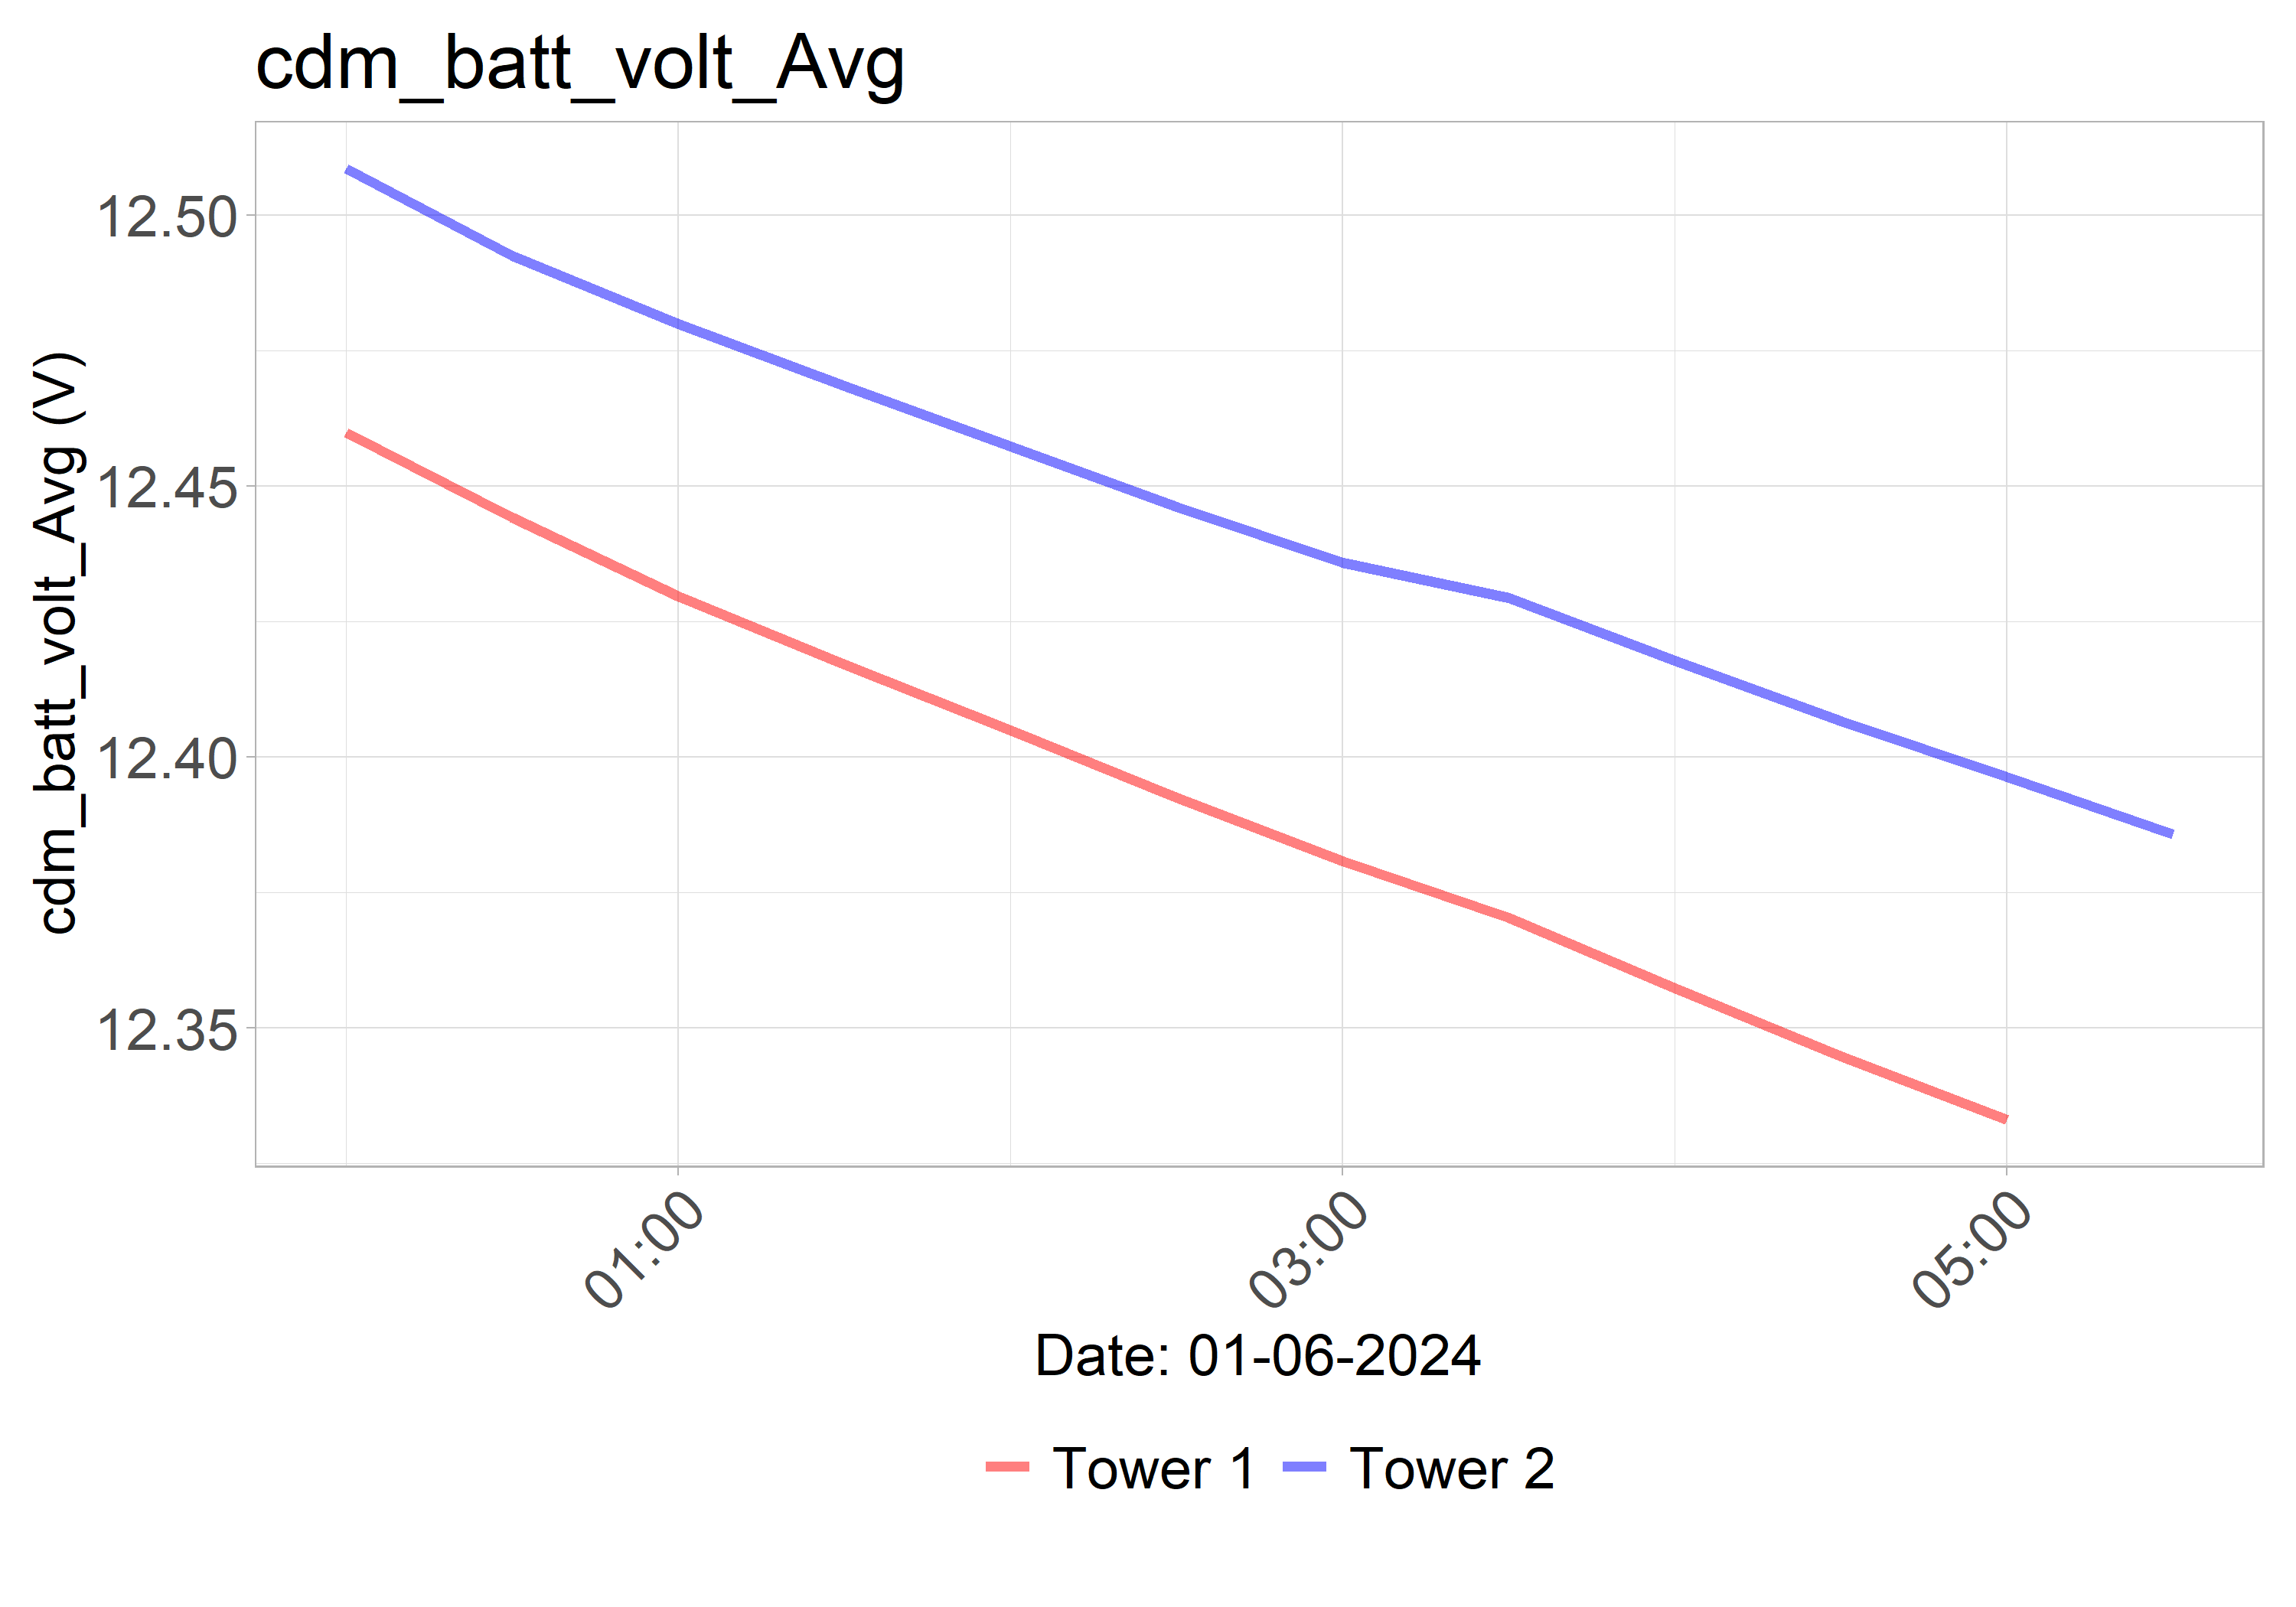 cdm_batt_volt_Avg
cdm_batt_volt_Avg (V)
12.50
12.45
12.40
12.35
01:00
03:00
05:00
Date: 01-06-2024
Tower 1
Tower 2